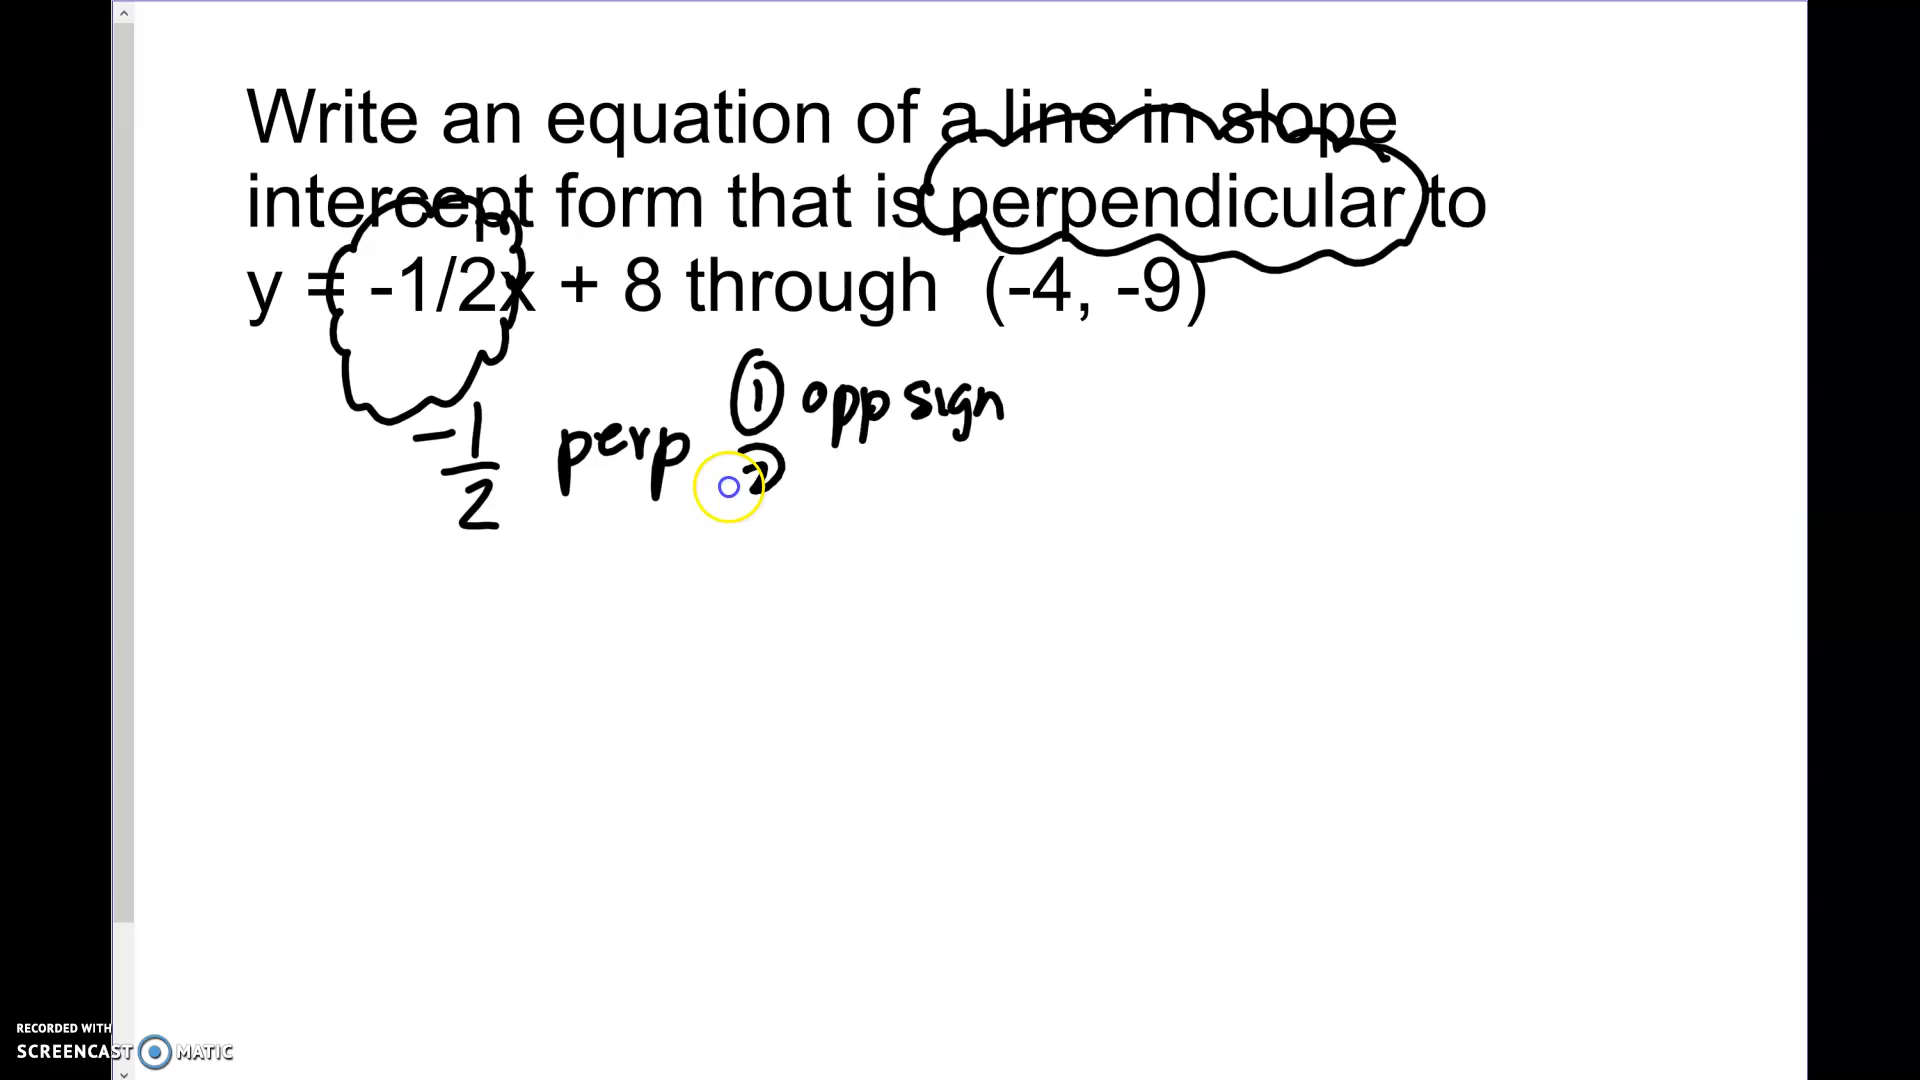 Write an equation of a line in slope
intercept form that is perpendicular to
y = -1/2x + 8 through (-4, -9)
① opp sign
-1/2 perp ②
RECORDED WITH
SCREENCAST MATIC